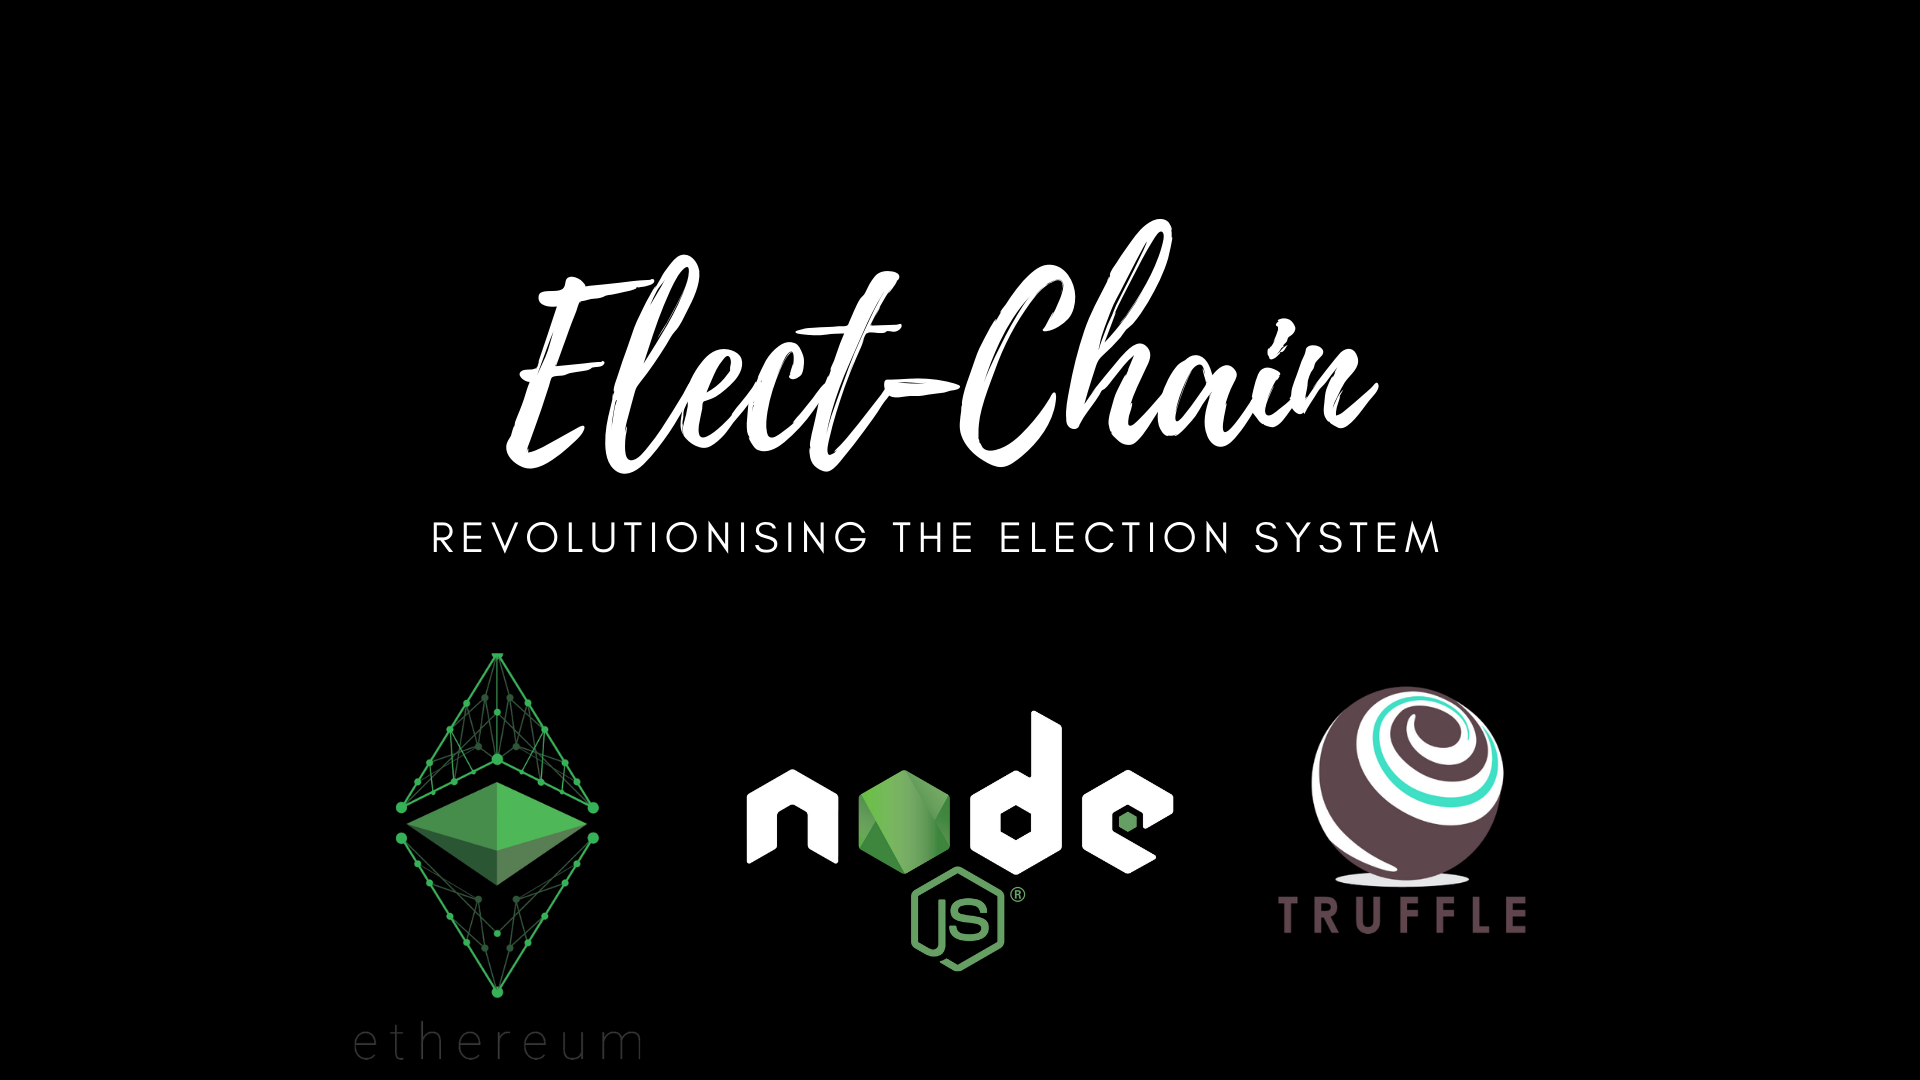 Elect-Chain
REVOLUTIONISING THE ELECTION SYSTEM
node
JS®
TRUFFLE
ethereum